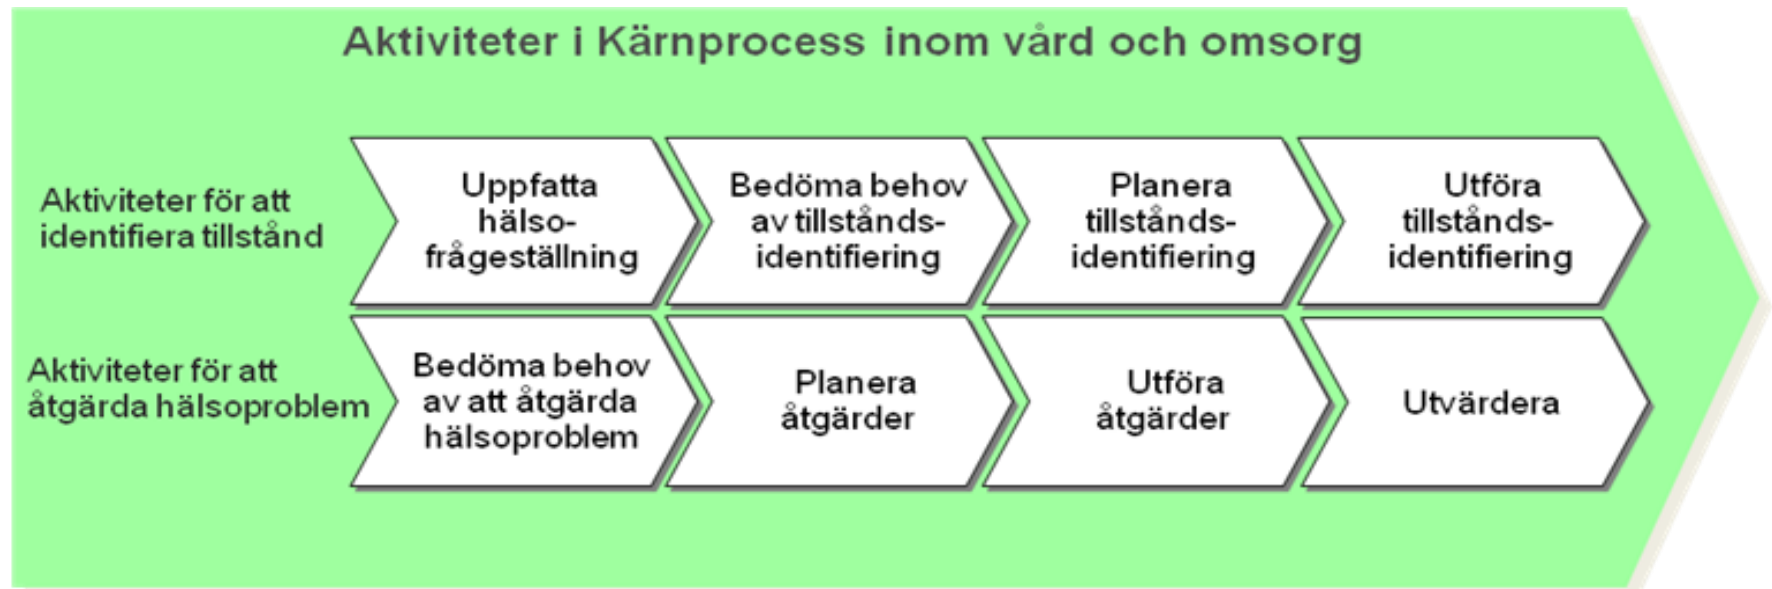 Aktiviteter i Kärnprocess inom vård och omsorg
Aktiviteter för att
identifiera tillstånd
Uppfatta
hälso-
frågeställning
Bedöma behov
av tillstånds-
identifiering
Planera
tillstånds-
identifiering
Utföra
tillstånds-
identifiering
Aktiviteter för att
åtgärda hälsoproblem
Bedöma behov
av att åtgärda
hälsoproblem
Planera
åtgärder
Utföra
åtgärder
Utvärdera